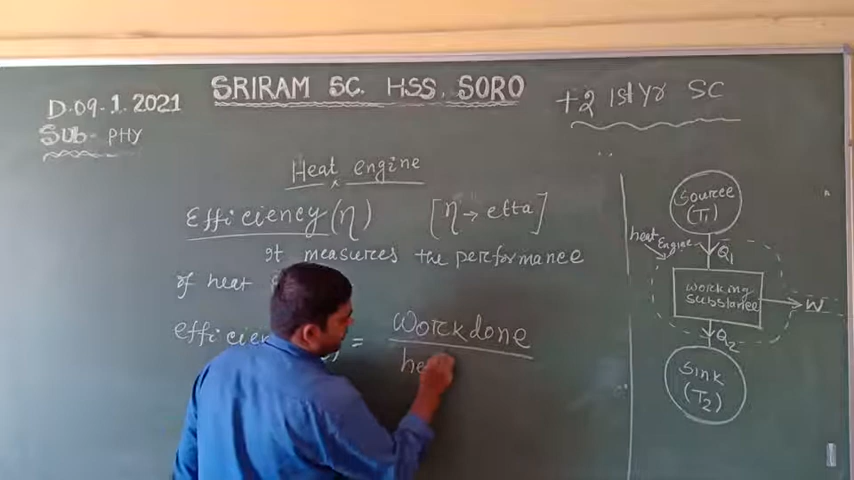 D.09.1.2021
Sub- PHY
SRIRAM SC. HSS, SORO
+2 1st Yr SC
Heat engine
Efficiency (η) [η → etta]
It measures the performance
of heat
Efficien = Workdone
he
Source
(T1)
heat Engine
Q1
working
substance
W
Q2
Sink
(T2)